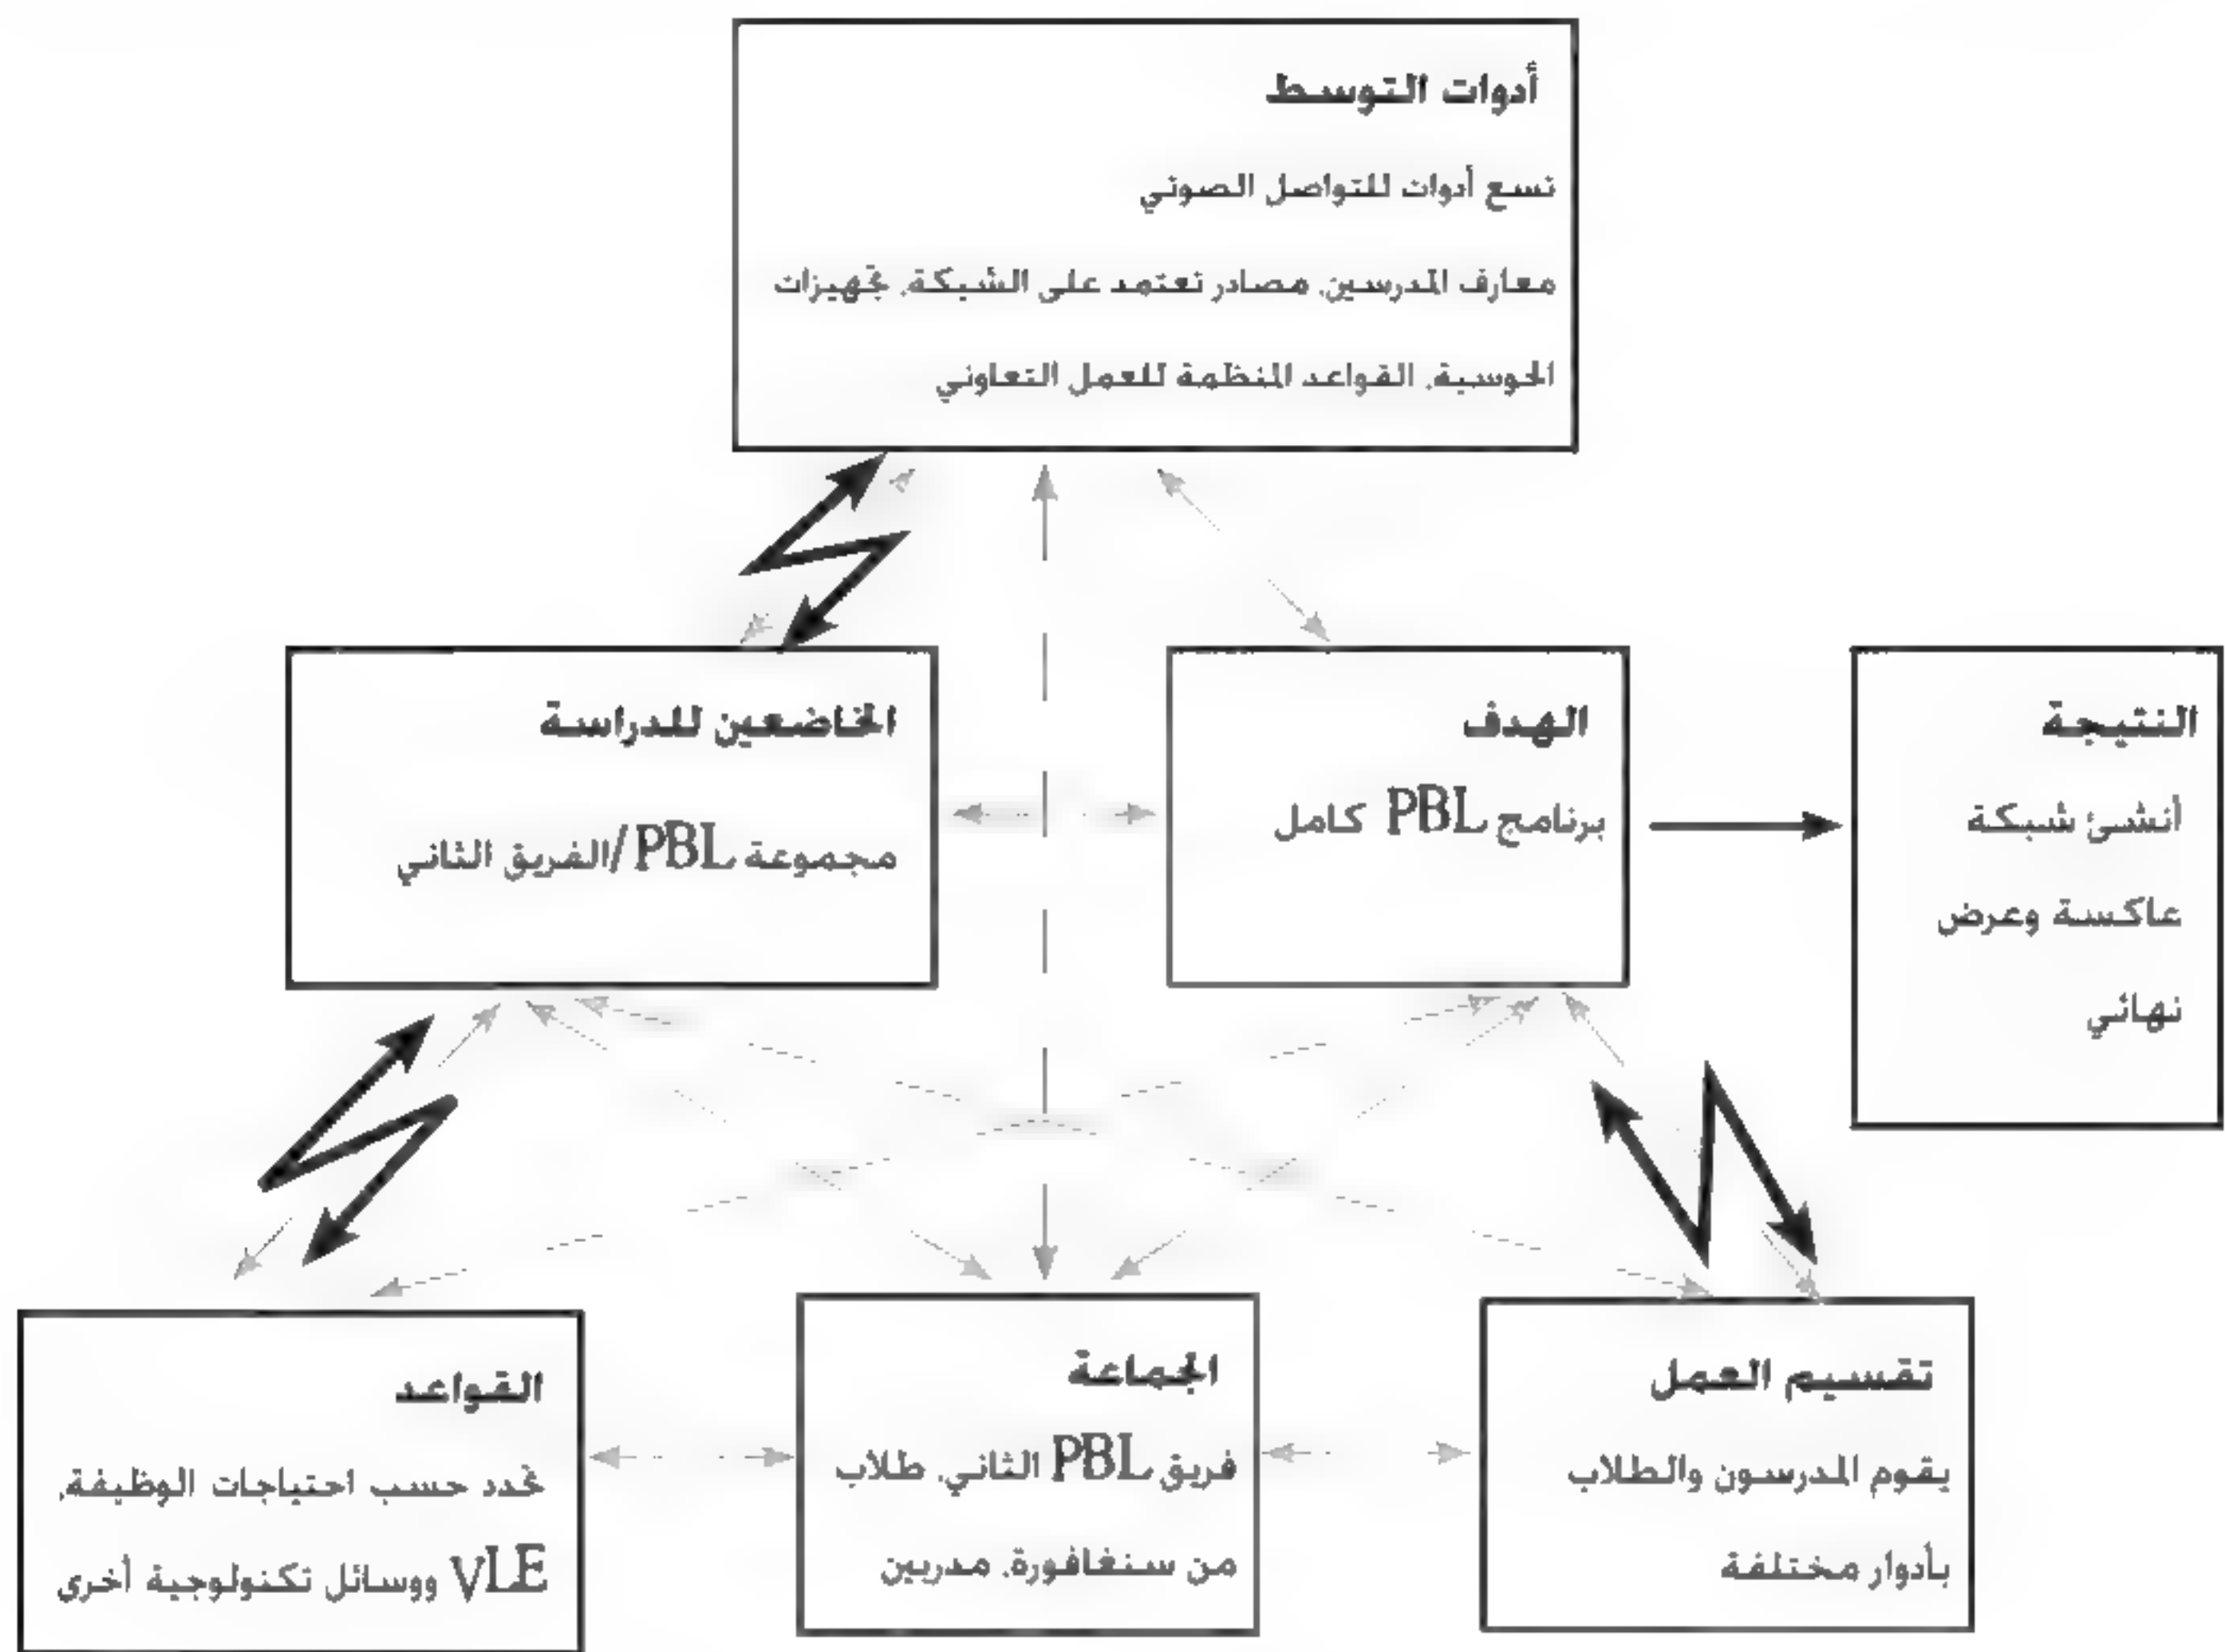 أدوات التوسط
تسع أدوات للتواصل الصوتي
معارف المدرسين، مصادر تعتمد على الشبكة، تجهيزات
الحوسبة، القواعد المنظمة للعمل التعاوني
الخاضعين للدراسة
مجموعة PBL/الفريق الثاني
الهدف
برنامج PBL كامل
النتيجة
أنشئ شبكة
عاكسة وعرض
نهائي
القواعد
تحدد حسب احتياجات الوظيفة،
VLE ووسائل تكنولوجية أخرى
الجماعة
فريق PBL الثاني، طلاب
من سنغافورة، مدربين
تقسيم العمل
يقوم المدرسون والطلاب
بأدوار مختلفة